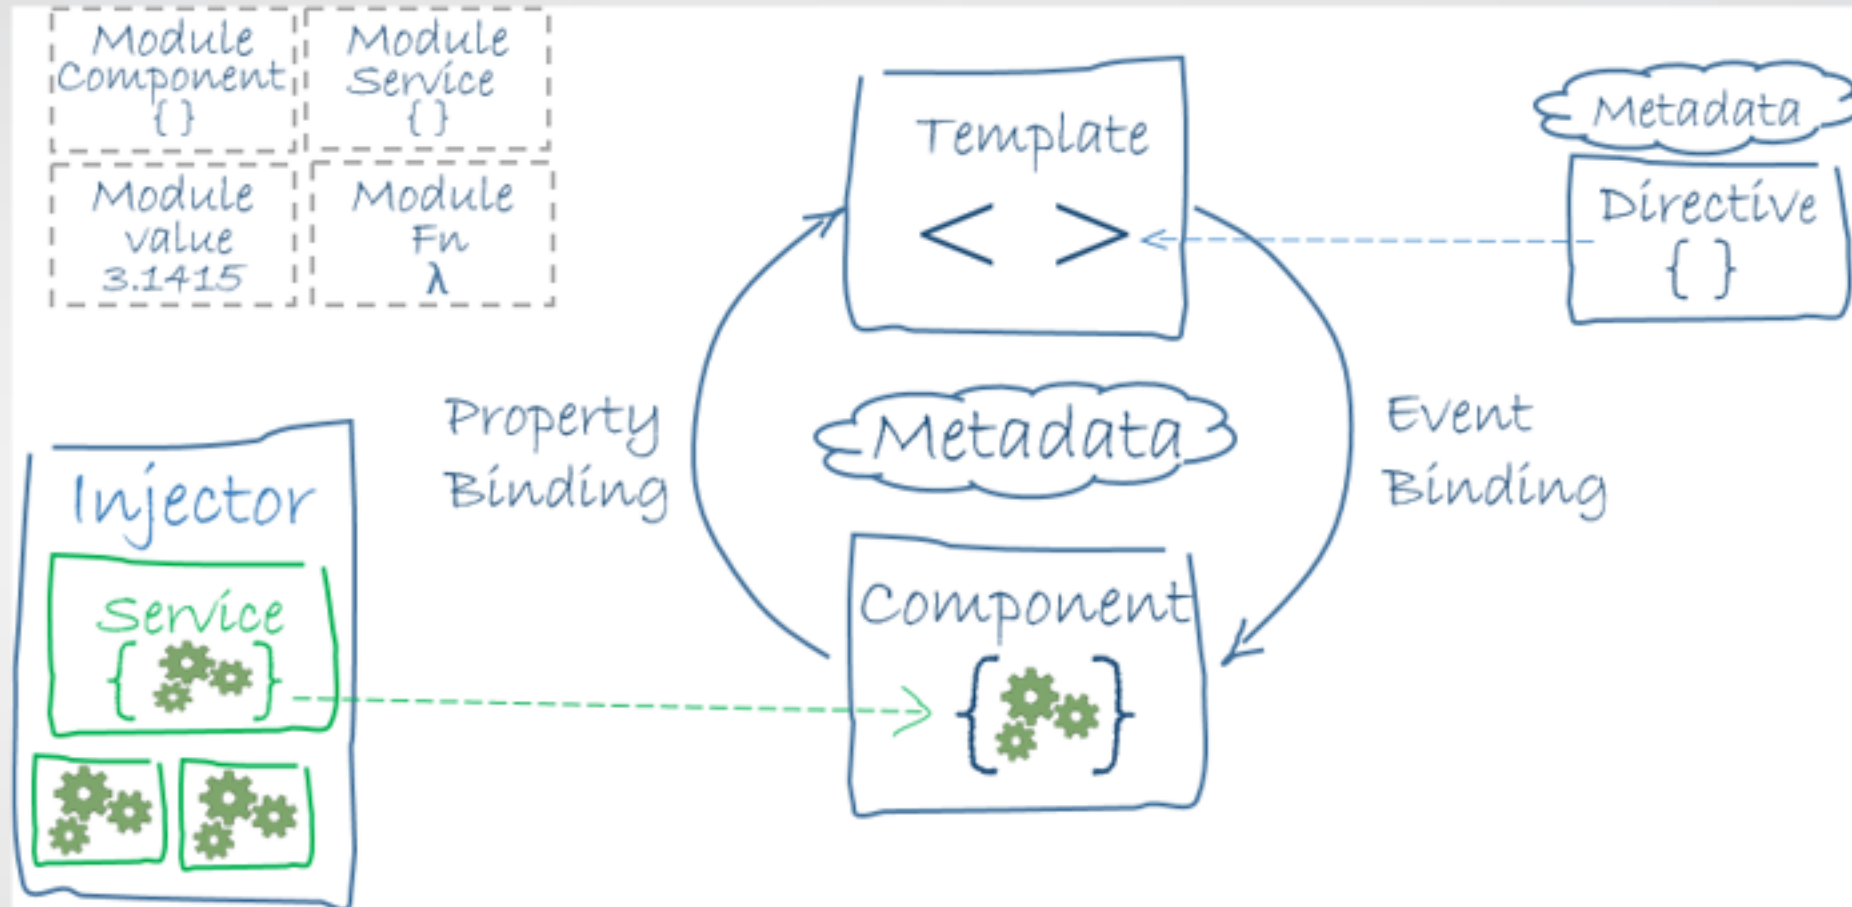 Module
Component
{ }
Module
Service
{ }
Module
value
3.1415
Module
Fn
λ
Template
< >
Metadata
Directive
{ }
Property
Binding
Metadata
Event
Binding
Injector
Service
{ }
Component
{ }